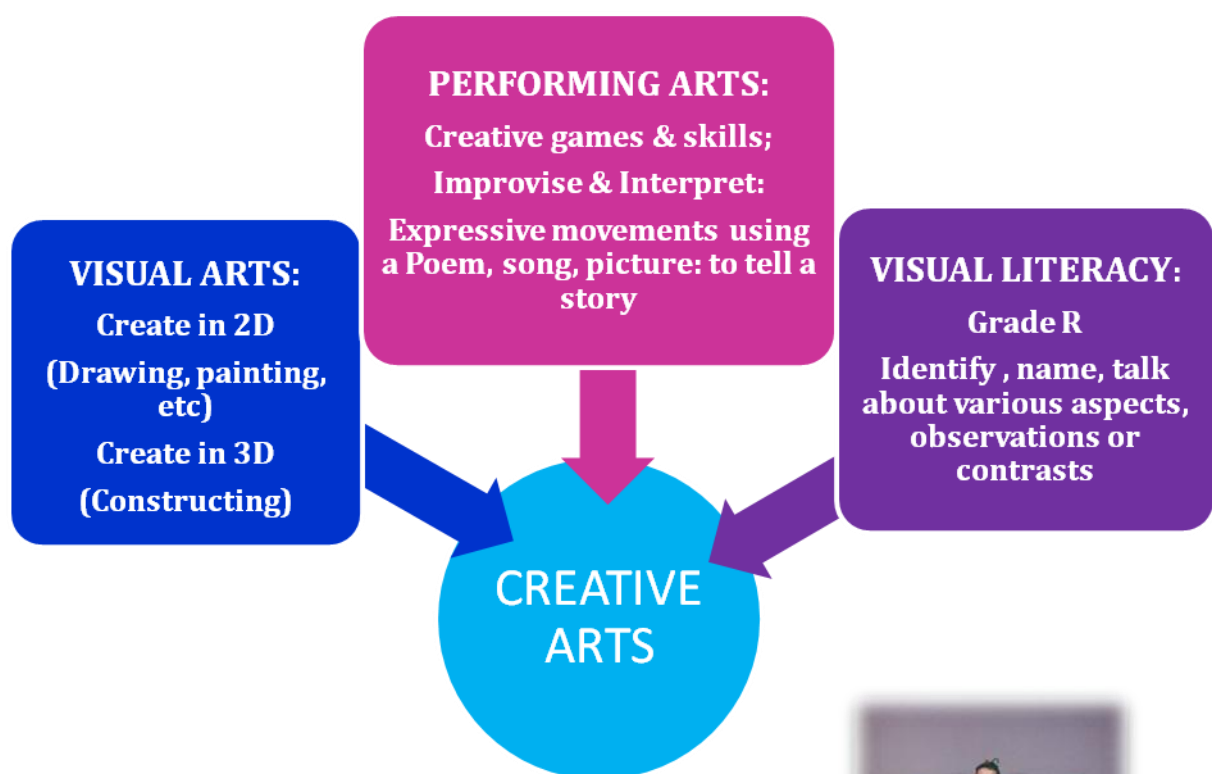 PERFORMING ARTS:
Creative games & skills;
Improvise & Interpret:
Expressive movements using
a Poem, song, picture: to tell a
story
VISUAL ARTS:
Create in 2D
(Drawing, painting,
etc)
Create in 3D
(Constructing)
VISUAL LITERACY:
Grade R
Identify , name, talk
about various aspects,
observations or
contrasts
CREATIVE
ARTS